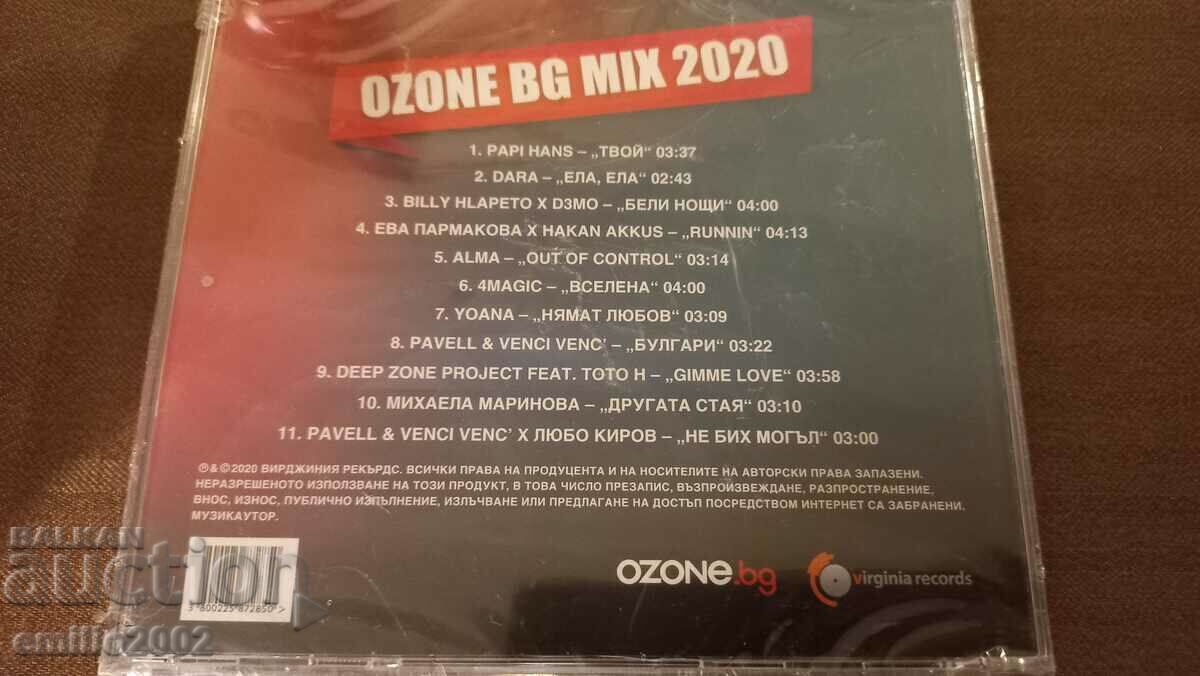 OZONE BG MIX 2020
1. PAPI HANS – „ТВОЙ“ 03:37
2. DARA – „ЕЛА, ЕЛА“ 02:43
3. BILLY HLAPETO X D3MO – „БЕЛИ НОЩИ“ 04:00
4. ЕВА ПАРМАКОВА X HAKAN AKKUS – „RUNNIN“ 04:13
5. ALMA – „OUT OF CONTROL“ 03:14
6. 4MAGIC – „ВСЕЛЕНА“ 04:00
7. YOANA – „НЯМАТ ЛЮБОВ“ 03:09
8. PAVELL & VENCI VENC’ – „БУЛГАРИ“ 03:22
9. DEEP ZONE PROJECT FEAT. TOTO H – „GIMME LOVE“ 03:58
10. МИХАЕЛА МАРИНОВА – „ДРУГАТА СТАЯ“ 03:10
11. PAVELL & VENCI VENC’ X ЛЮБО КИРОВ – „НЕ БИХ МОГЪЛ“ 03:00
℗ & © 2020 ВИРДЖИНИЯ РЕКЪРДС. ВСИЧКИ ПРАВА НА ПРОДУЦЕНТА И НА НОСИТЕЛИТЕ НА АВТОРСКИ ПРАВА ЗАПАЗЕНИ.
НЕРАЗРЕШЕНОТО ИЗПОЛЗВАНЕ НА ТОЗИ ПРОДУКТ, В ТОВА ЧИСЛО ПРЕЗАПИС, ВЪЗПРОИЗВЕЖДАНЕ, РАЗПРОСТРАНЕНИЕ,
ВНОС, ИЗНОС, ПУБЛИЧНО ИЗПЪЛНЕНИЕ, ИЗЛЪЧВАНЕ ИЛИ ПРЕДЛАГАНЕ НА ДОСТЪП ПОСРЕДСТВОМ ИНТЕРНЕТ СА ЗАБРАНЕНИ.
МУЗИКАУТОР.
BALKAN
auction
3 800225 872850 >
OZONE.bg
virginia records
emilio2002